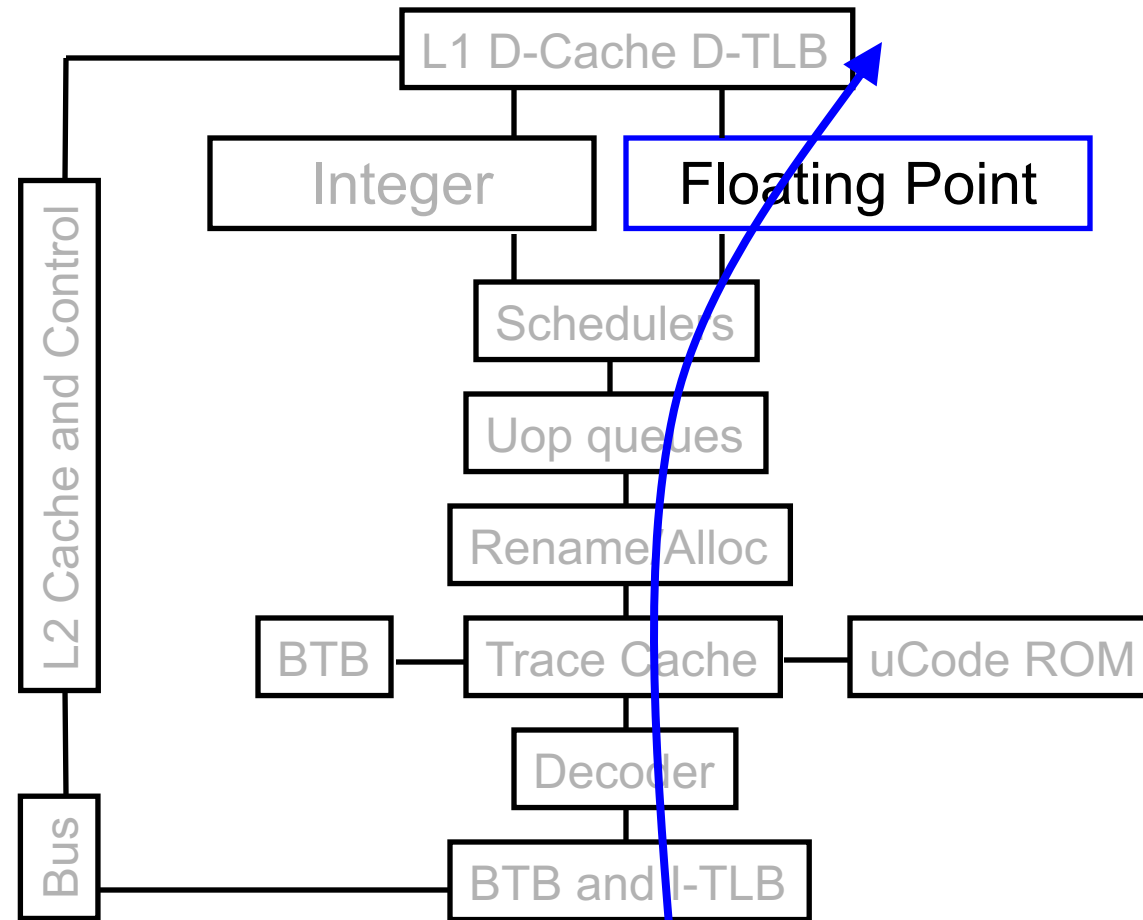 L1 D-Cache D-TLB
Integer
Floating Point
L2 Cache and Control
Schedulers
Uop queues
Rename/Alloc
BTB
Trace Cache
uCode ROM
Decoder
Bus
BTB and I-TLB